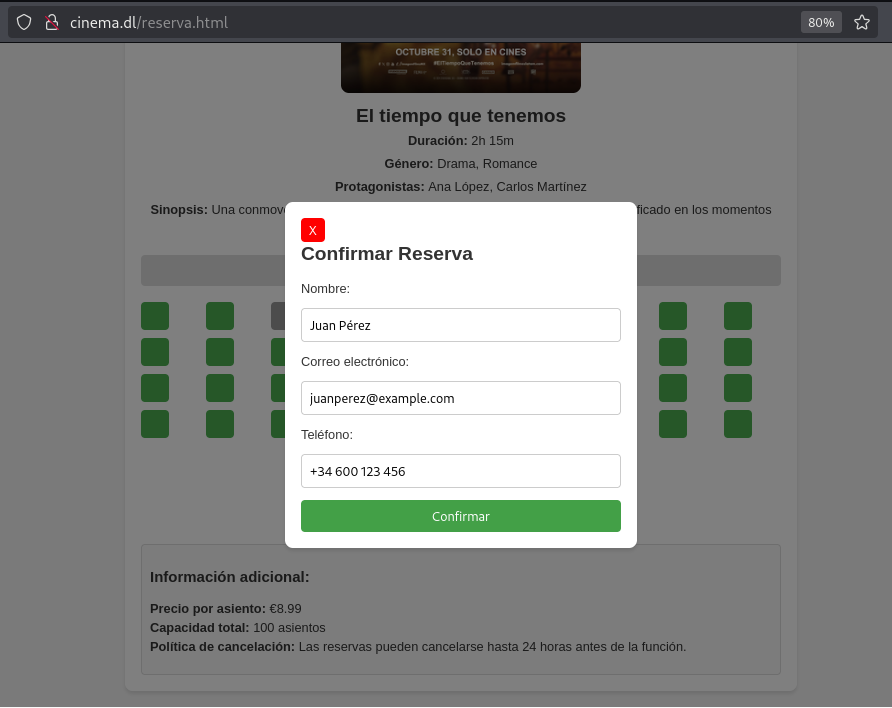 cinema.dl/reserva.html
80%
OCTUBRE 31, SOLO EN CINES
#ElTiempoQueTenemos
El tiempo que tenemos
Duración: 2h 15m
Género: Drama, Romance
Protagonistas: Ana López, Carlos Martínez
Sinopsis: Una conmov ficado en los momentos
X
Confirmar Reserva
Nombre:
Juan Pérez
Correo electrónico:
juanperez@example.com
Teléfono:
+34 600 123 456
Confirmar
Información adicional:
Precio por asiento: €8.99
Capacidad total: 100 asientos
Política de cancelación: Las reservas pueden cancelarse hasta 24 horas antes de la función.